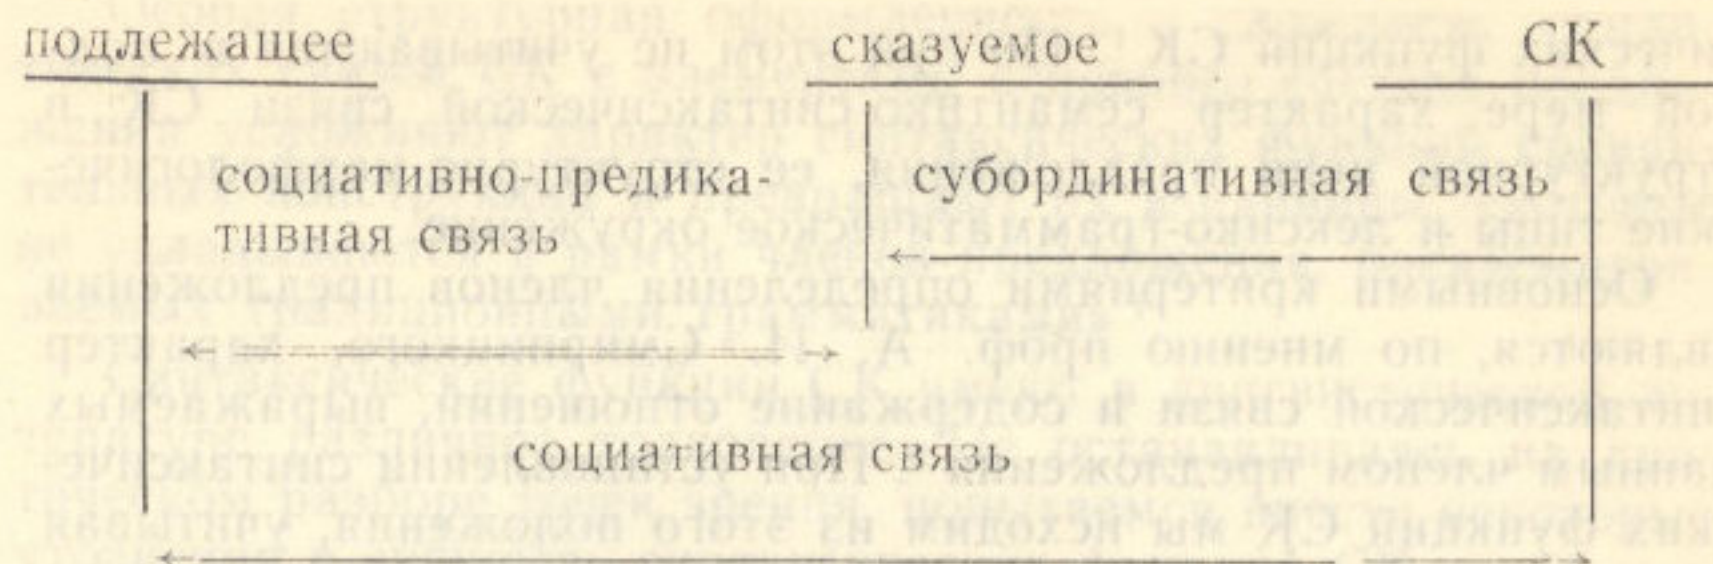 подлежащее сказуемое СК
социативно-предика- субординативная связь
тивная связь
социативная связь